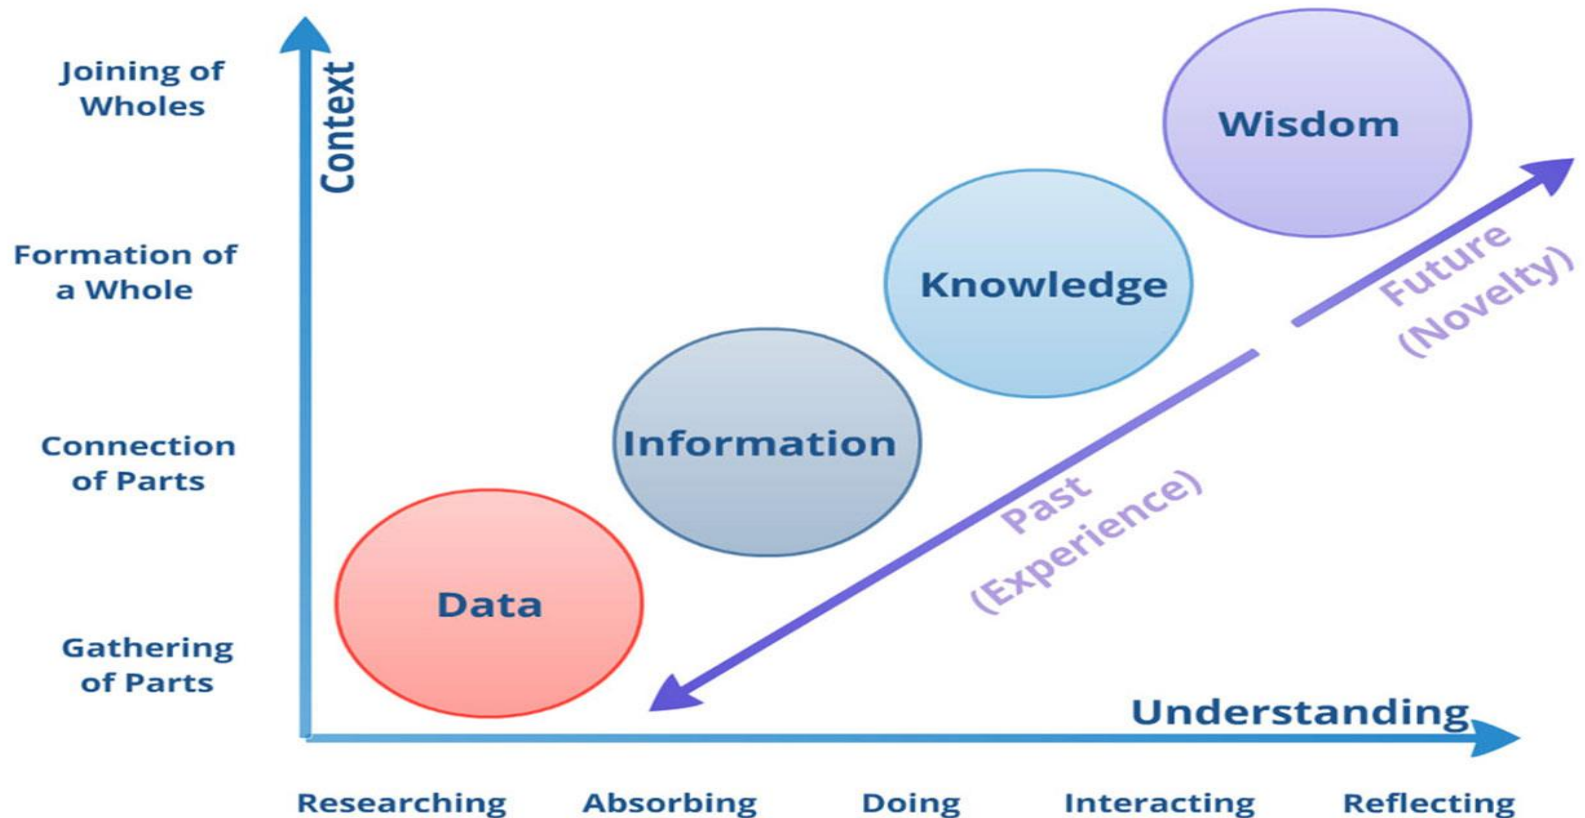 Joining of
Wholes
Context
Wisdom
Formation of
a Whole
Knowledge
Future
(Novelty)
Connection
of Parts
Information
Past
(Experience)
Data
Gathering
of Parts
Understanding
Researching
Absorbing
Doing
Interacting
Reflecting